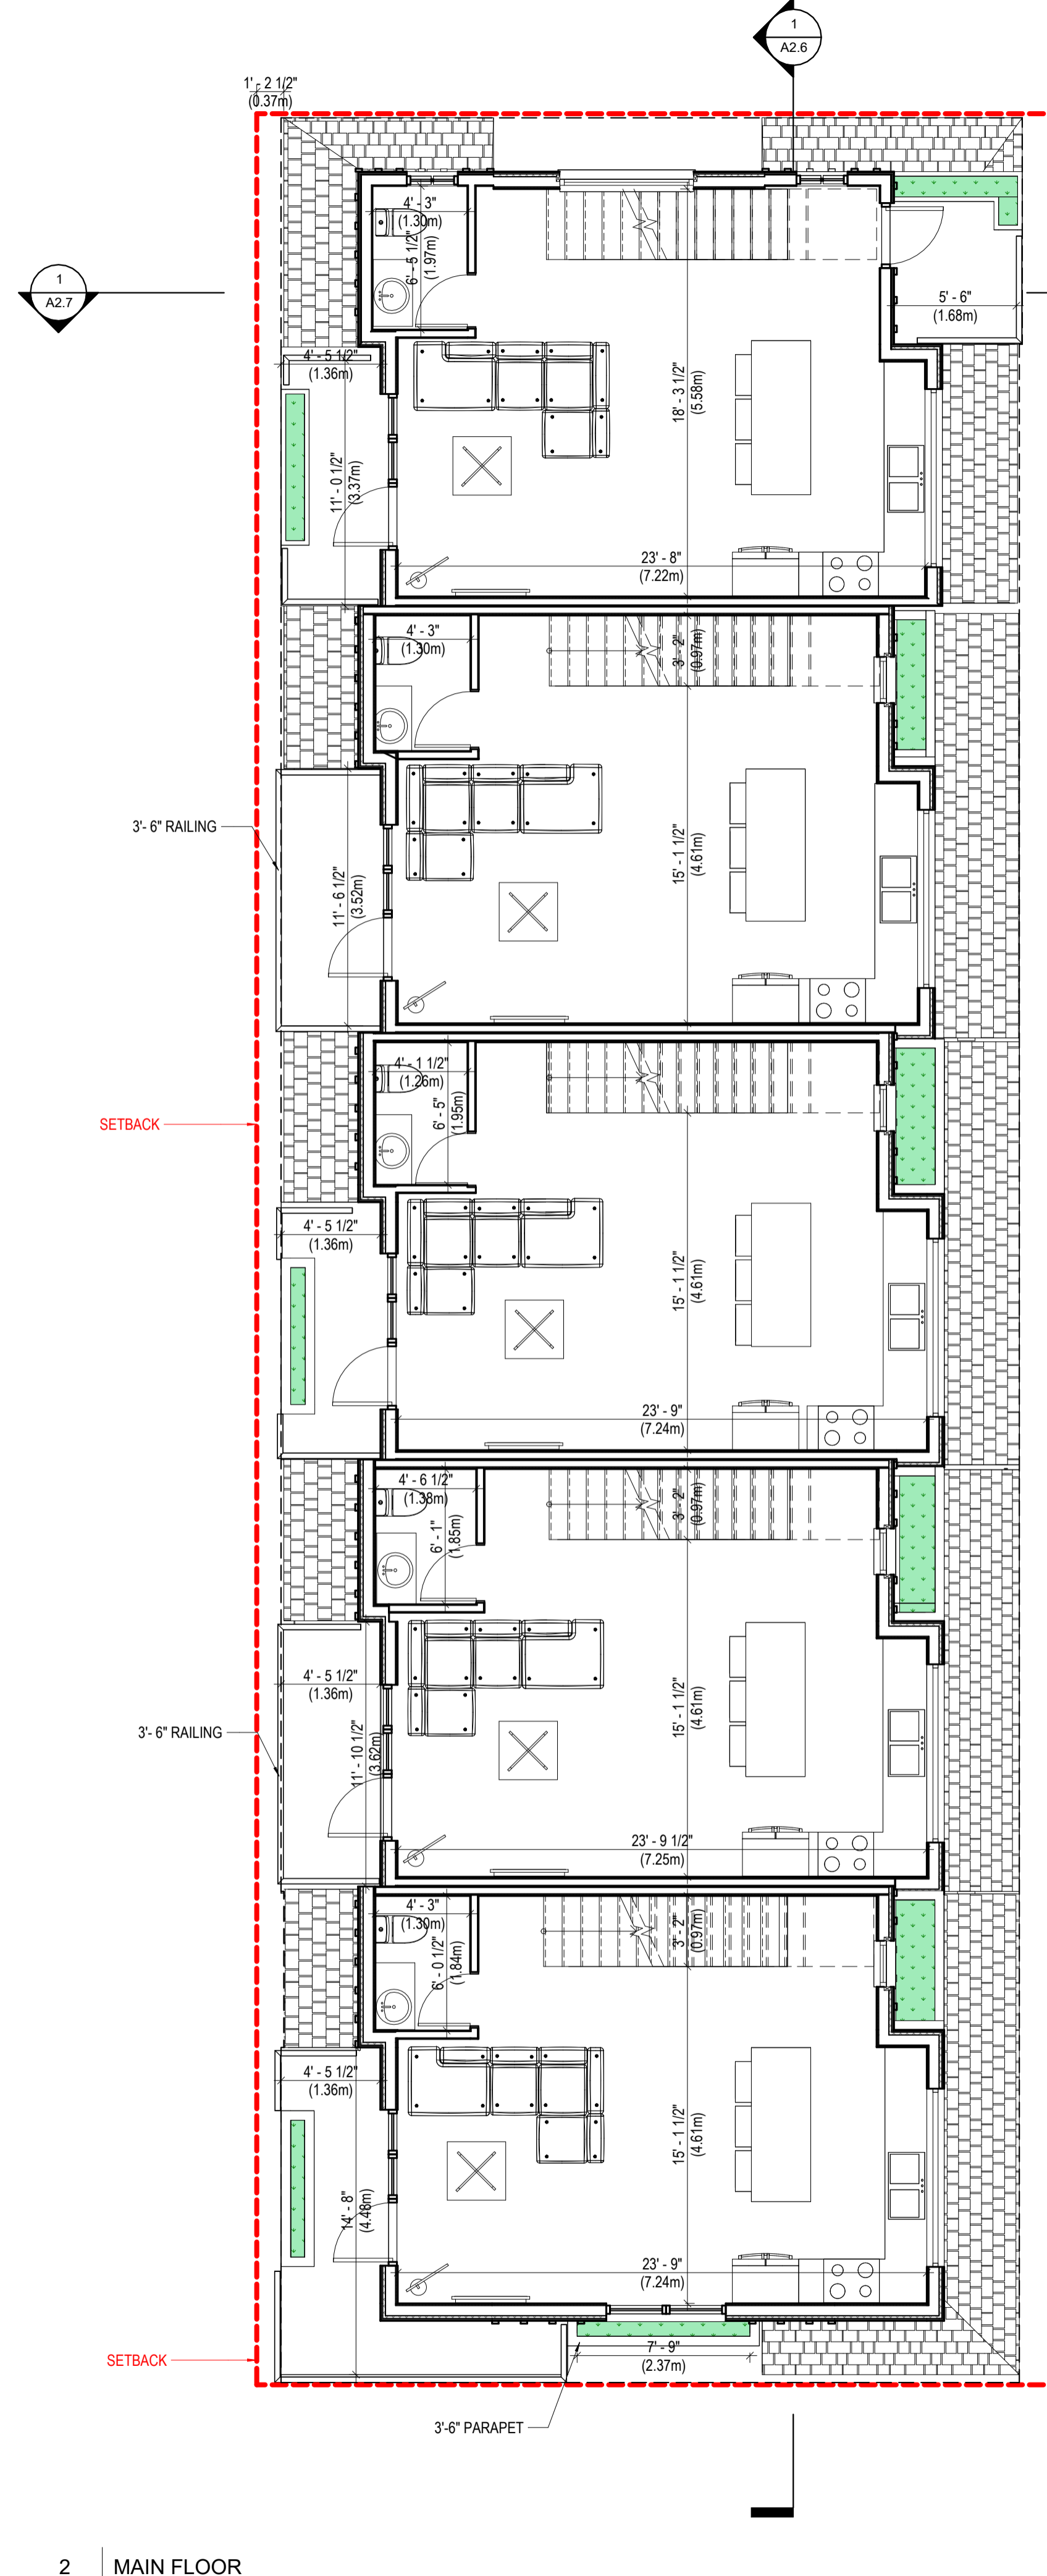 1
A2.6
1' - 2 1/2"
(0.37m)
4' - 3"
(1.30m)
6' - 5 1/2"
(1.97m)
1
A2.7
5' - 6"
(1.68m)
4' - 5 1/2"
(1.36m)
18' - 3 1/2"
(5.58m)
11' - 0 1/2"
(3.37m)
23' - 8"
(7.22m)
4' - 3"
(1.30m)
3' - 2"
(0.97m)
3'- 6" RAILING
15' - 1 1/2"
(4.61m)
11' - 6 1/2"
(3.52m)
4' - 1 1/2"
(1.26m)
6' - 5"
(1.95m)
SETBACK
4' - 5 1/2"
(1.36m)
15' - 1 1/2"
(4.61m)
23' - 9"
(7.24m)
4' - 6 1/2"
(1.38m)
3' - 2"
(0.97m)
6' - 1"
(1.85m)
4' - 5 1/2"
(1.36m)
15' - 1 1/2"
(4.61m)
3'- 6" RAILING
11' - 10 1/2"
(3.62m)
23' - 9 1/2"
(7.25m)
4' - 3"
(1.30m)
3' - 2"
(0.97m)
6' - 0 1/2"
(1.84m)
4' - 5 1/2"
(1.36m)
15' - 1 1/2"
(4.61m)
14' - 8"
(4.48m)
23' - 9"
(7.24m)
7' - 9"
(2.37m)
SETBACK
3'-6" PARAPET
2
MAIN FLOOR